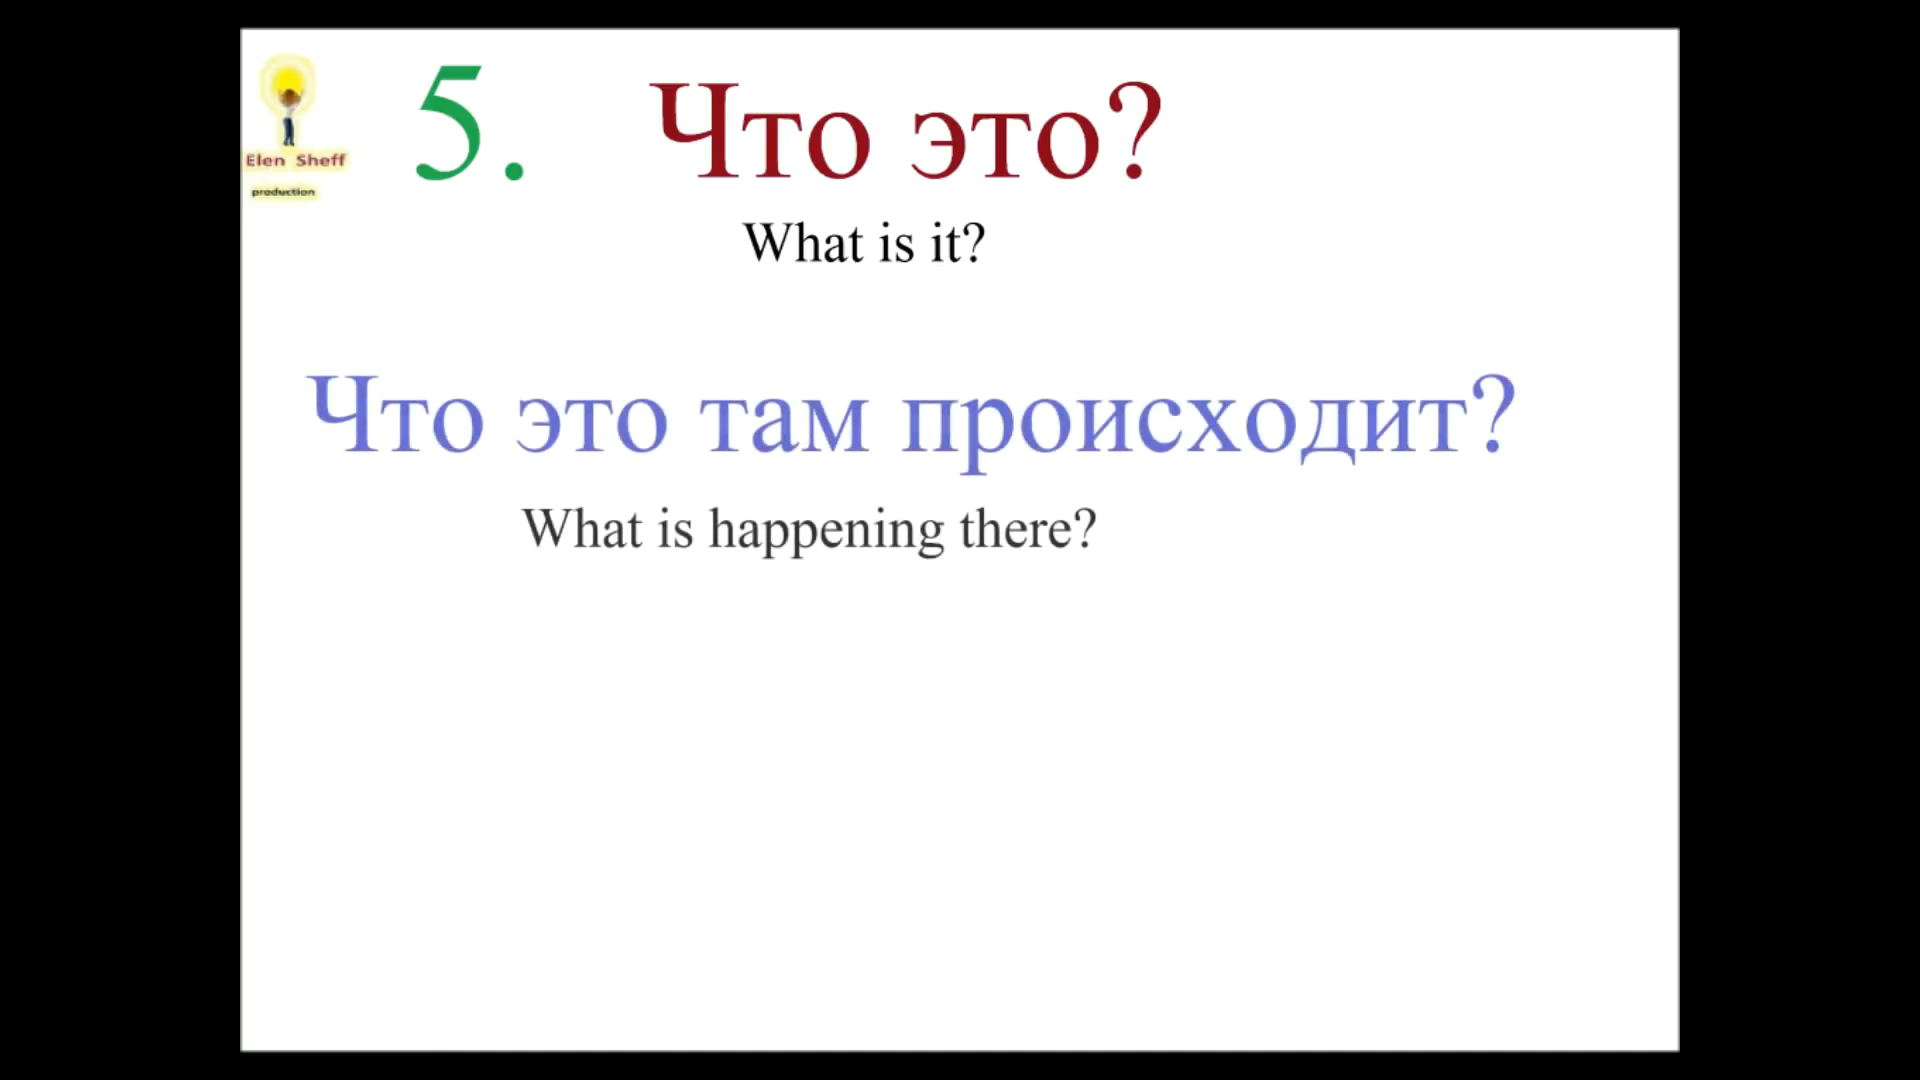 Elen Sheff
production
5. Что это?
What is it?
Что это там происходит?
What is happening there?